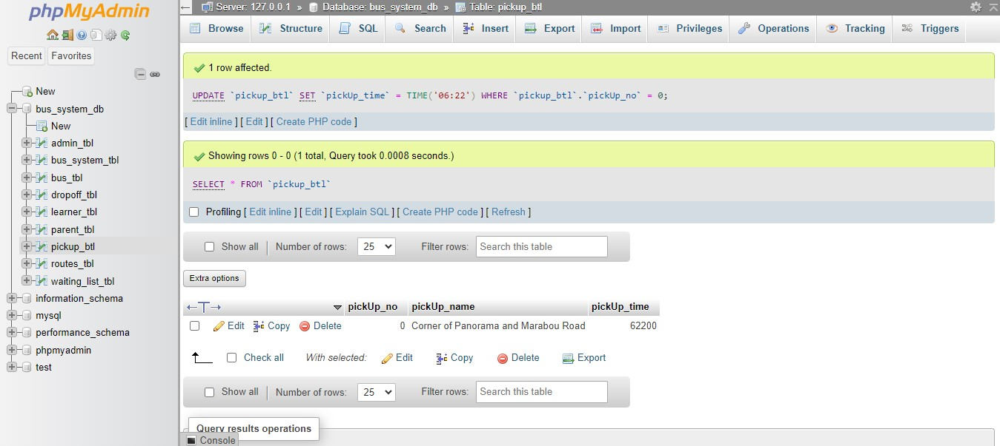 phpMyAdmin
Recent Favorites
New
bus_system_db
New
admin_tbl
bus_system_tbl
bus_tbl
dropoff_tbl
learner_tbl
parent_tbl
pickup_btl
routes_tbl
waiting_list_tbl
information_schema
mysql
performance_schema
phpmyadmin
test
Server: 127.0.0.1 » Database: bus_system_db » Table: pickup_btl
Browse Structure SQL Search Insert Export Import Privileges Operations Tracking Triggers
1 row affected.
UPDATE `pickup_btl` SET `pickUp_time` = TIME('06:22') WHERE `pickup_btl`.`pickUp_no` = 0;
[ Edit inline ] [ Edit ] [ Create PHP code ]
Showing rows 0 - 0 (1 total, Query took 0.0008 seconds.)
SELECT * FROM `pickup_btl`
Profiling [ Edit inline ] [ Edit ] [ Explain SQL ] [ Create PHP code ] [ Refresh ]
Show all Number of rows: 25 Filter rows: Search this table
Extra options
←T→ pickUp_no pickUp_name pickUp_time
Edit Copy Delete 0 Corner of Panorama and Marabou Road 62200
Check all With selected: Edit Copy Delete Export
Show all Number of rows: 25 Filter rows: Search this table
Query results operations
Console